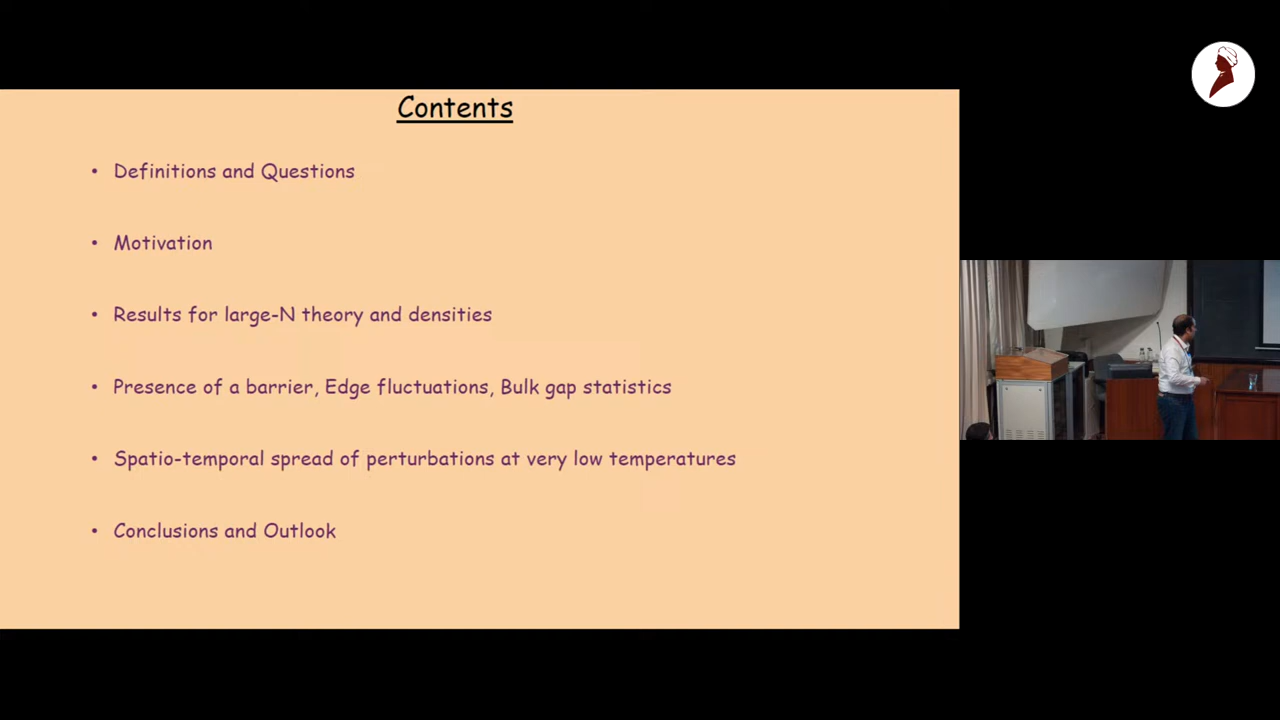 Contents
• Definitions and Questions
• Motivation
• Results for large-N theory and densities
• Presence of a barrier, Edge fluctuations, Bulk gap statistics
• Spatio-temporal spread of perturbations at very low temperatures
• Conclusions and Outlook